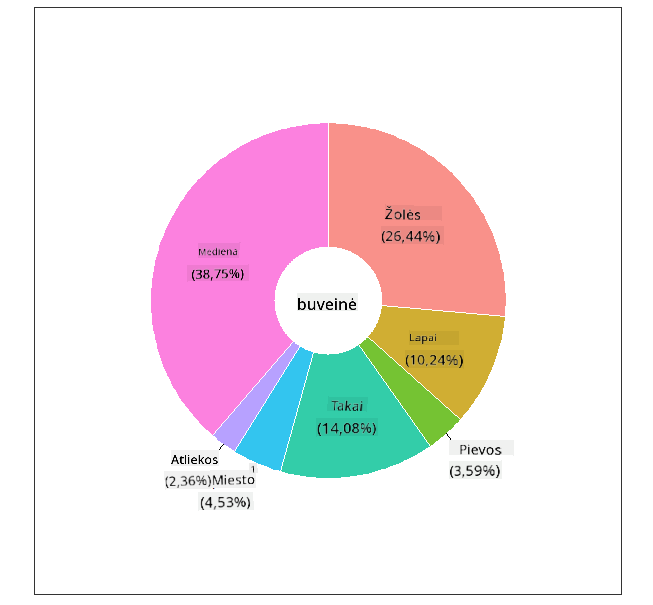 Žolės
(26,44%)
Mediena
(38,75%)
buveinė
Lapai
(10,24%)
Takai
(14,08%)
Pievos
(3,59%)
Atliekos
(2,36%)
Miesto
(4,53%)